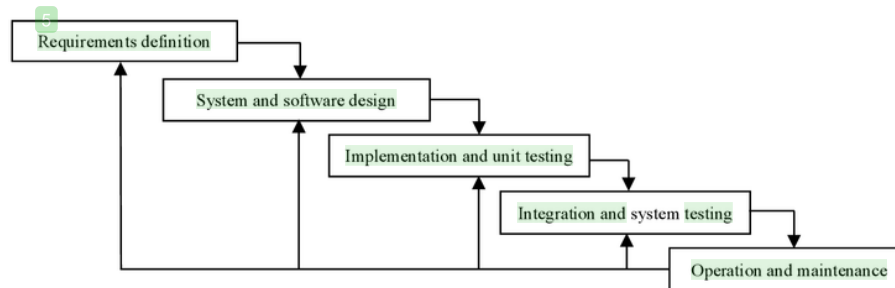 5
Requirements definition
System and software design
Implementation and unit testing
Integration and system testing
Operation and maintenance